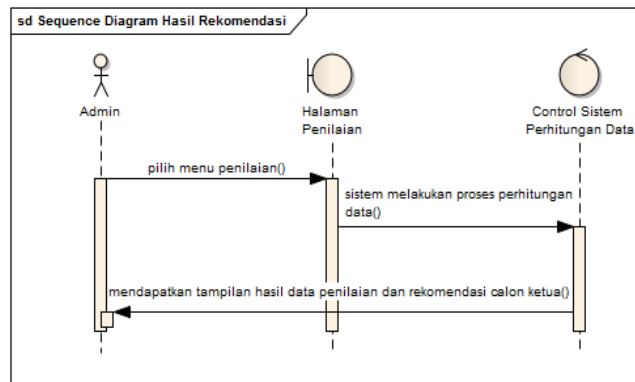 sd Sequence Diagram Hasil Rekomendasi
Admin
Halaman
Penilaian
Control Sistem
Perhitungan Data
pilih menu penilaian()
sistem melakukan proses perhitungan
data()
mendapatkan tampilan hasil data penilaian dan rekomendasi calon ketua()